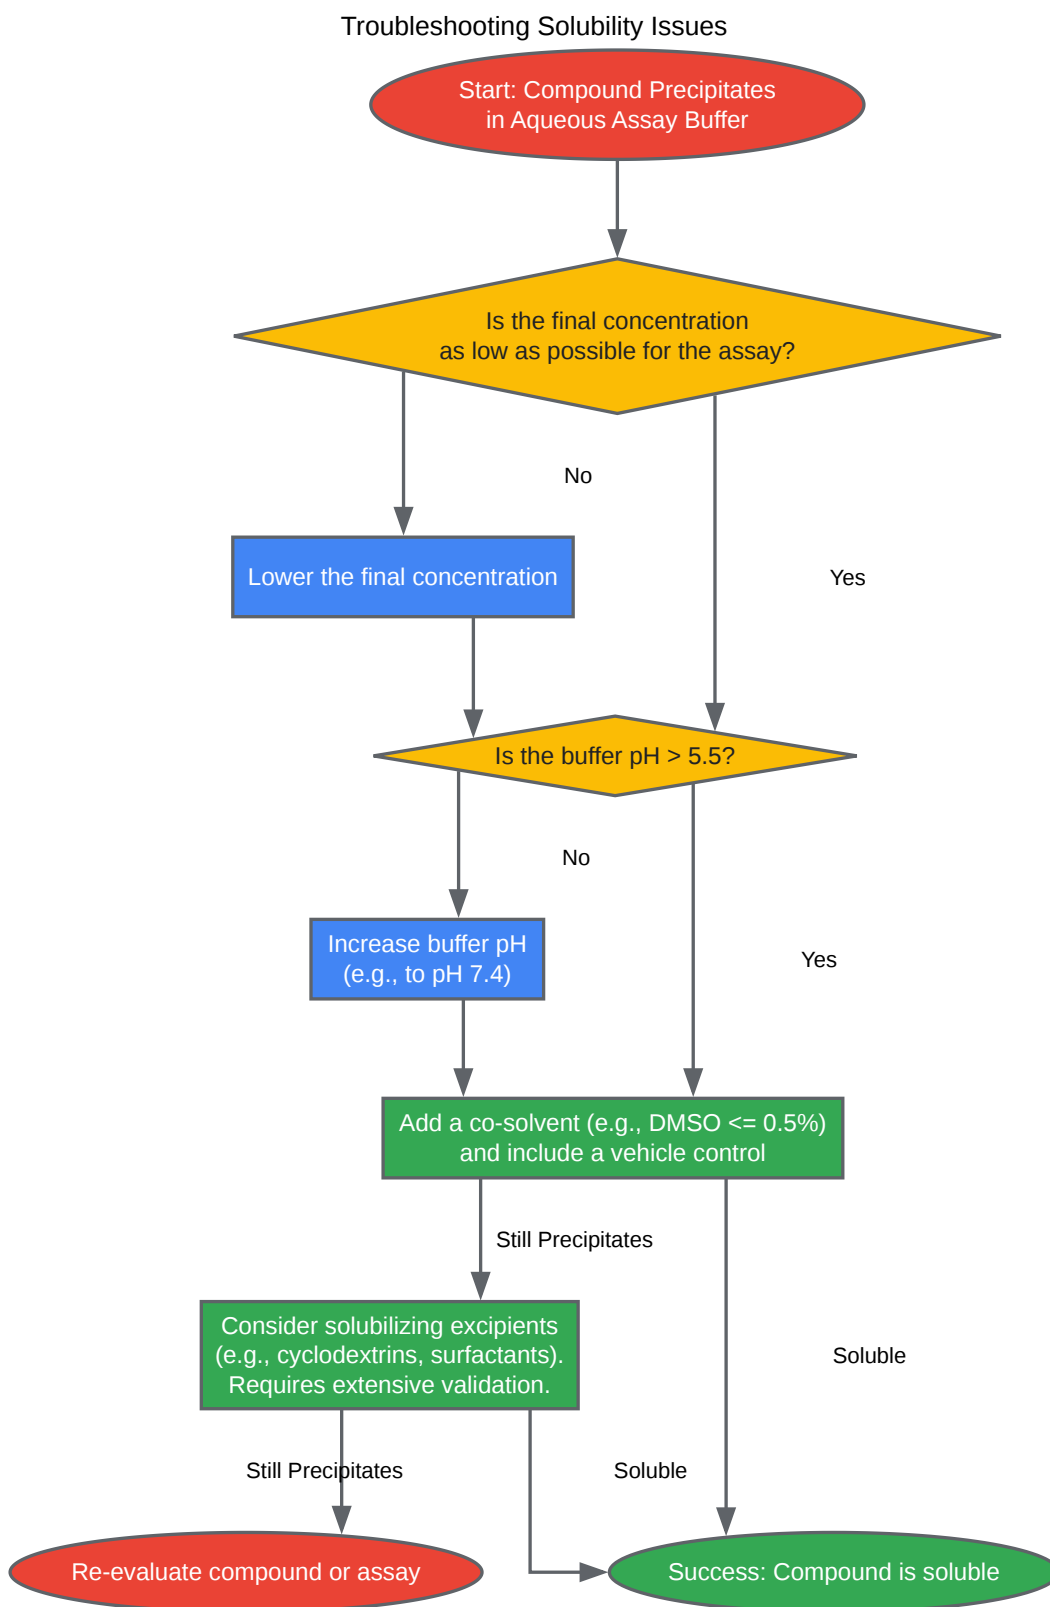 Troubleshooting Solubility Issues
Start: Compound Precipitates
in Aqueous Assay Buffer
Is the final concentration
as low as possible for the assay?
No
Lower the final concentration
Yes
Is the buffer pH > 5.5?
No
Increase buffer pH
(e.g., to pH 7.4)
Yes
Add a co-solvent (e.g., DMSO <= 0.5%)
and include a vehicle control
Still Precipitates
Consider solubilizing excipients
(e.g., cyclodextrins, surfactants).
Requires extensive validation.
Soluble
Still Precipitates
Soluble
Re-evaluate compound or assay
Success: Compound is soluble